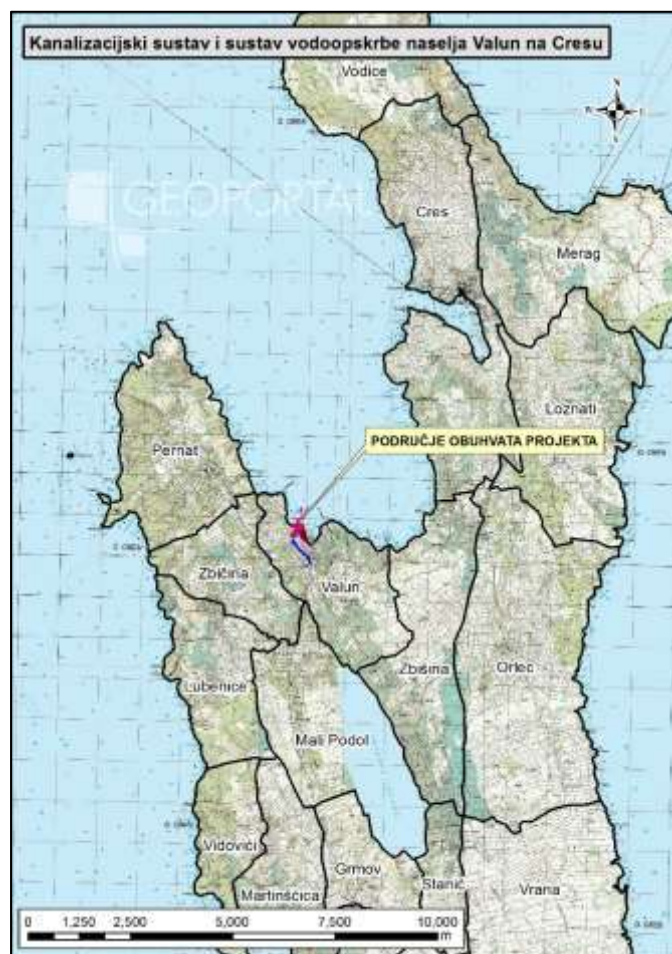 Kanalizacijski sustav i sustav vodoopskrbe naselja Valun na Cresu
Vodice
N
GEOPORTAL
Cres
Merag
Loznati
PODRUČJE OBUHVATA PROJEKTA
Pernat
Zbičina
Valun
Zbišina
Orlec
Lubenice
Mali Podol
Vidovići
Grmov
Martinšćica
Stanić
Vrana
0 1,250 2,500 5,000 7,500 10,000
m